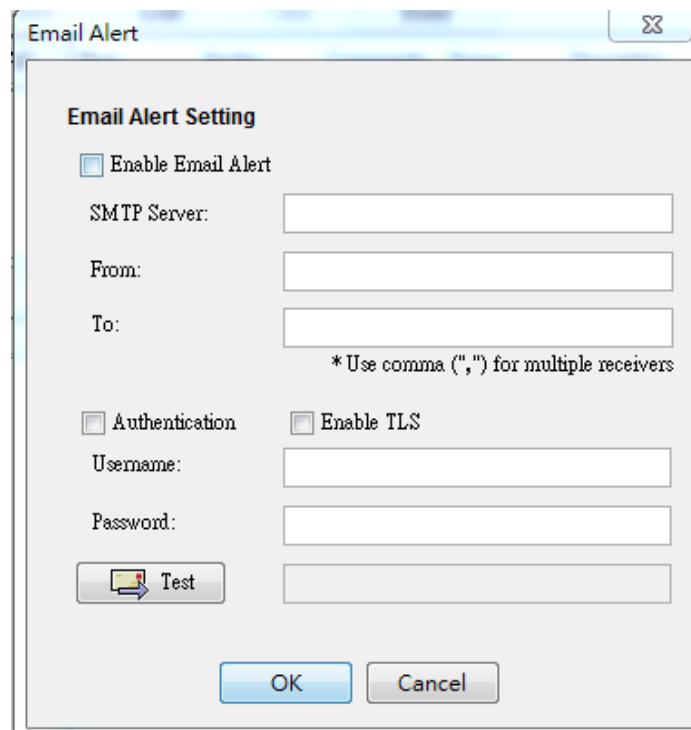 Email Alert
Email Alert Setting
Enable Email Alert
SMTP Server:
From:
To:
* Use comma (",") for multiple receivers
Authentication Enable TLS
Username:
Password:
Test
OK Cancel